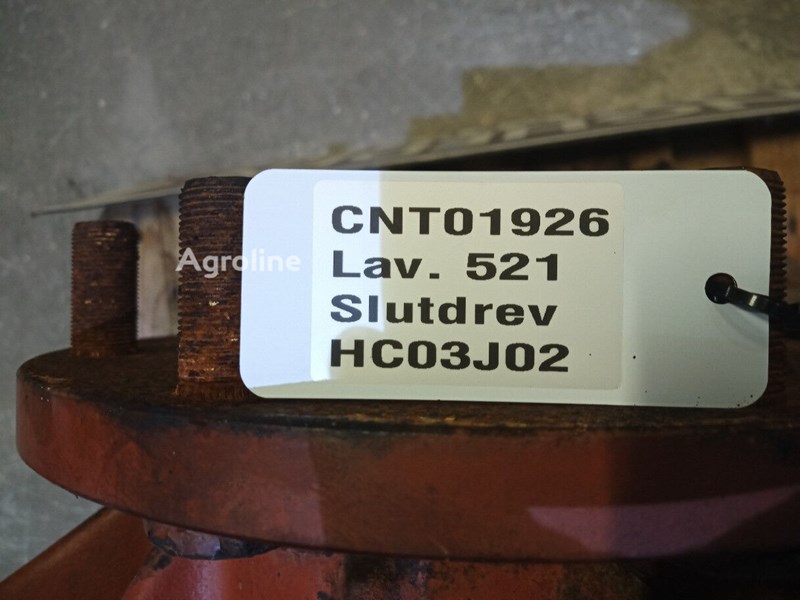 CNT01926
Lav. 521
Slutdrev
HC03J02
Agroline